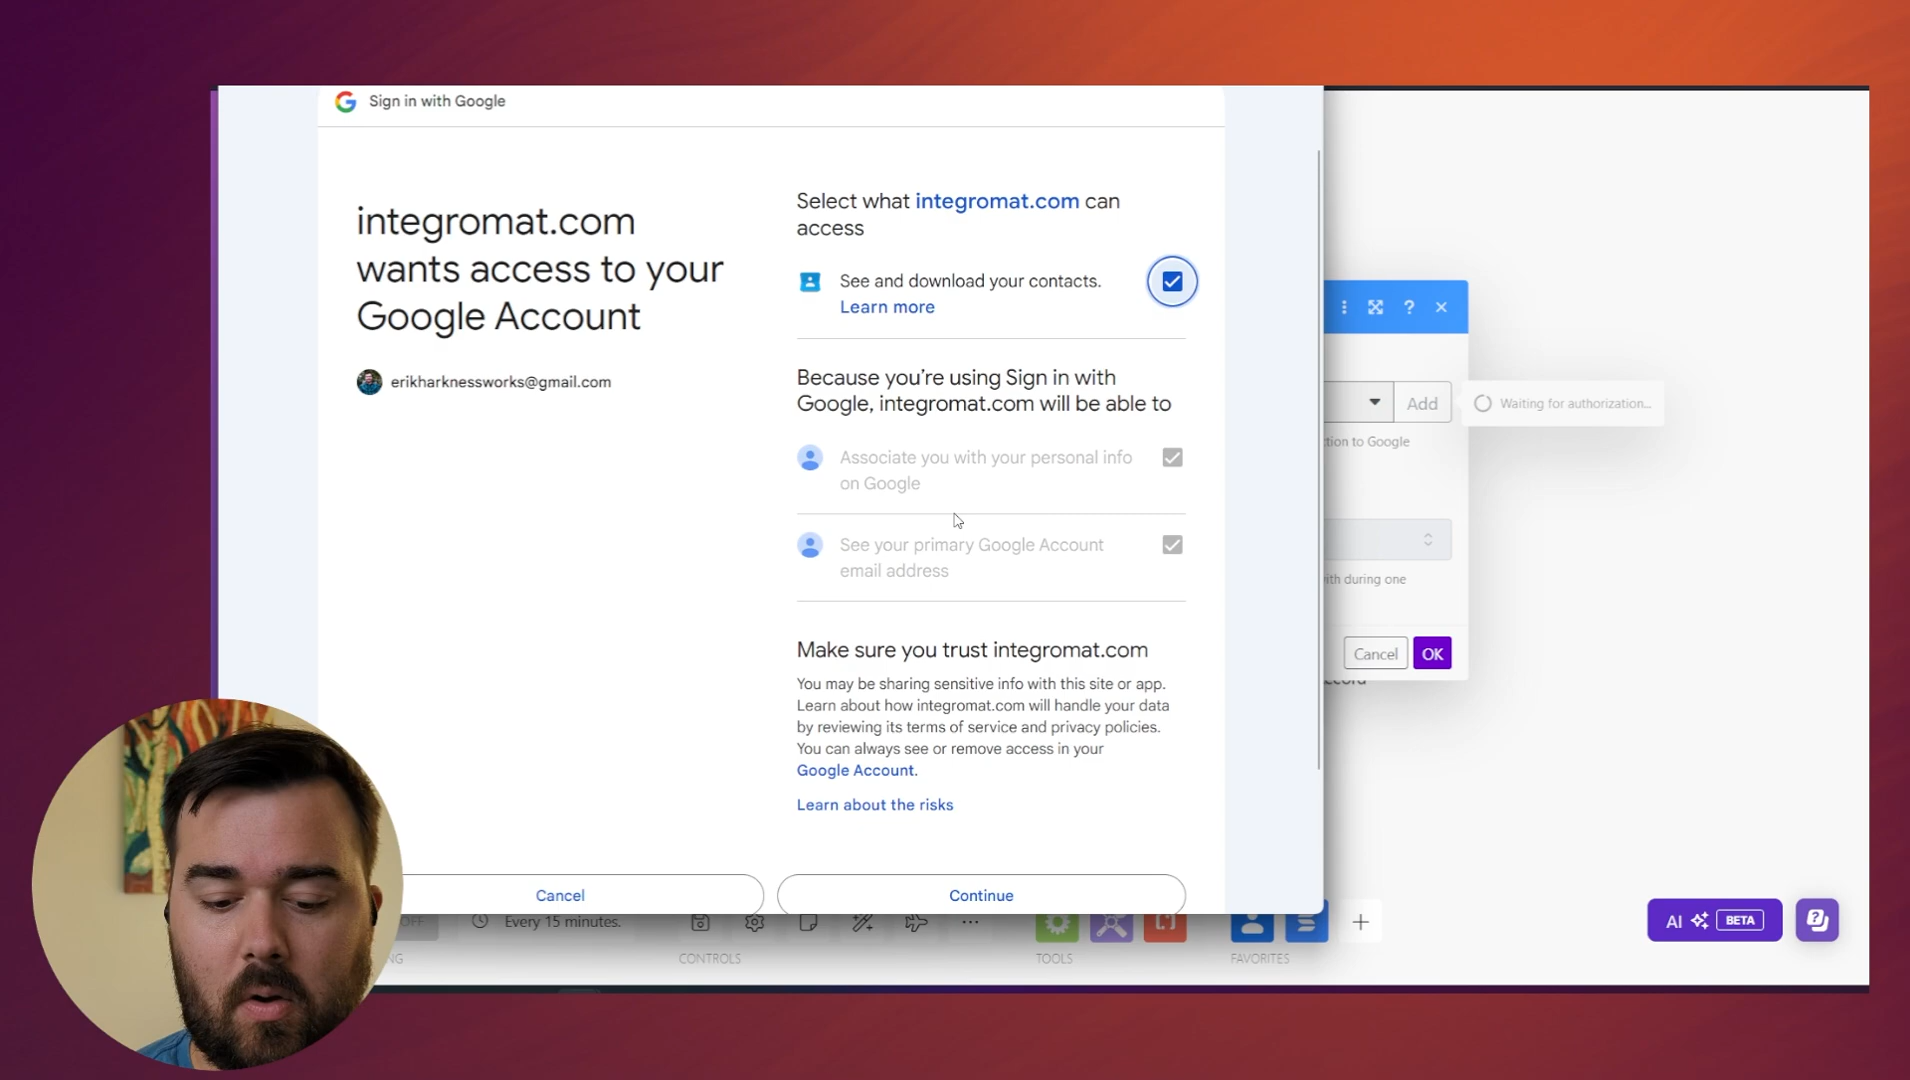 Sign in with Google
integromat.com
wants access to your
Google Account
erikharknessworks@gmail.com
Select what integromat.com can
access
See and download your contacts.
Learn more
Because you're using Sign in with
Google, integromat.com will be able to
Associate you with your personal info
on Google
See your primary Google Account
email address
Make sure you trust integromat.com
You may be sharing sensitive info with this site or app.
Learn about how integromat.com will handle your data
by reviewing its terms of service and privacy policies.
You can always see or remove access in your
Google Account.
Learn about the risks
Cancel
Continue
Add
Waiting for authorization...
tion to Google
ith during one
Cancel
OK
OFF
Every 15 minutes.
NG
CONTROLS
TOOLS
FAVORITES
AI BETA